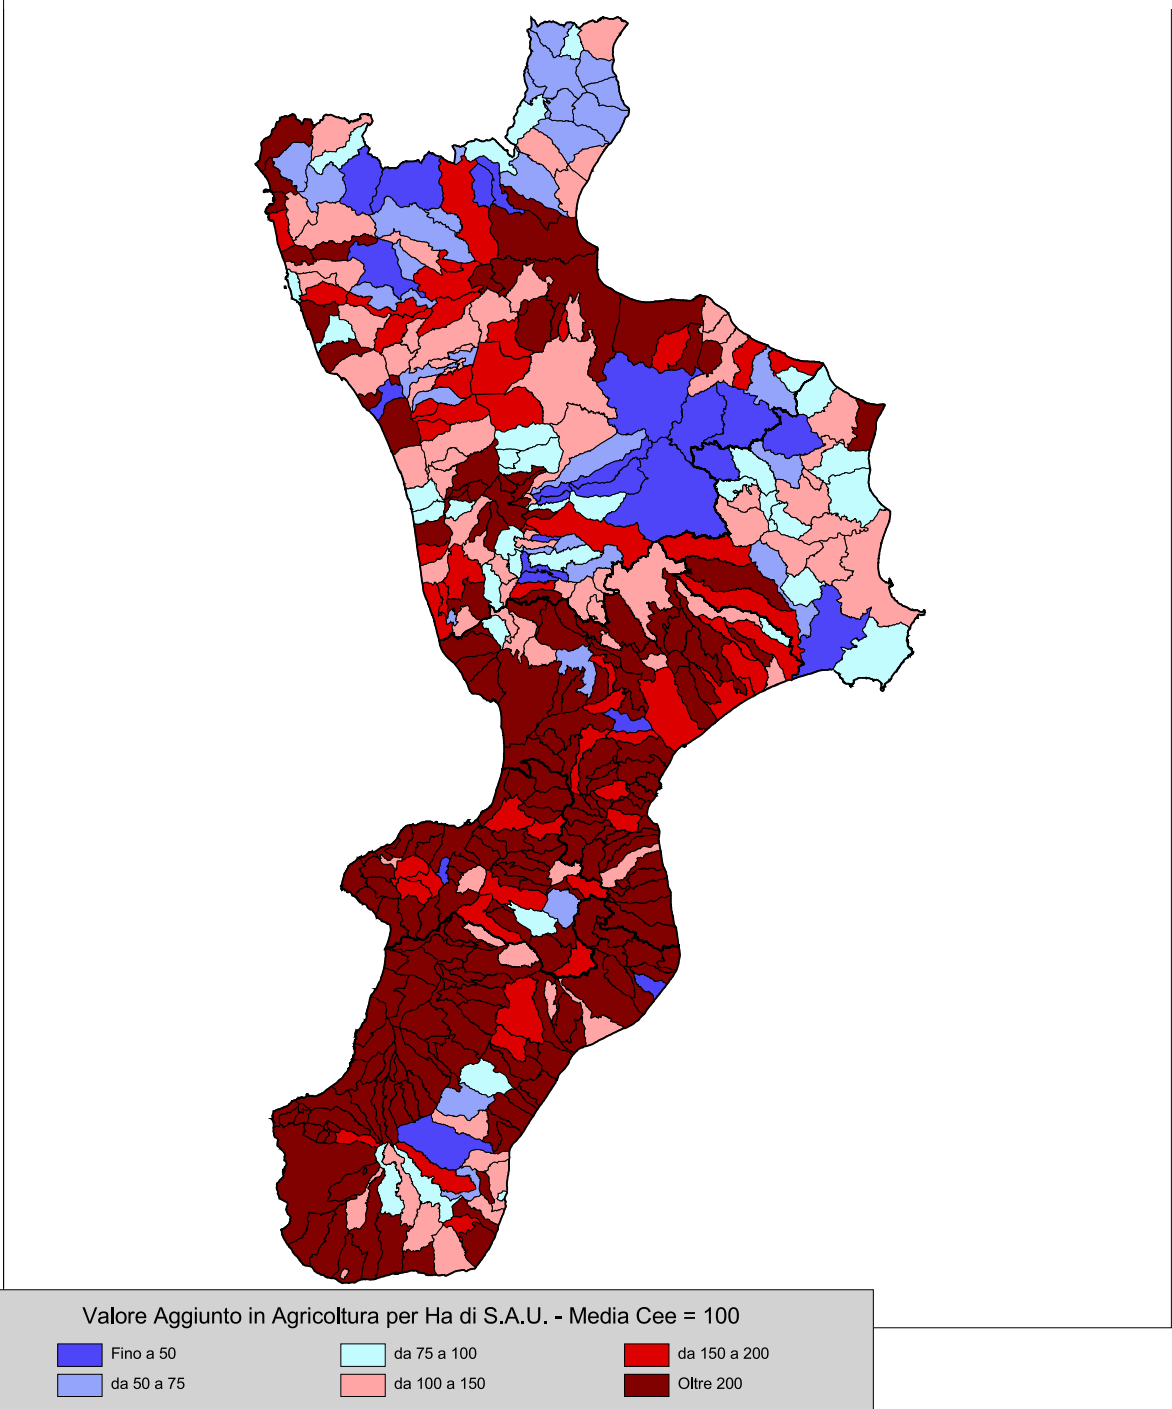 Valore Aggiunto in Agricoltura per Ha di S.A.U. - Media Cee = 100
Fino a 50
da 75 a 100
da 150 a 200
da 50 a 75
da 100 a 150
Oltre 200